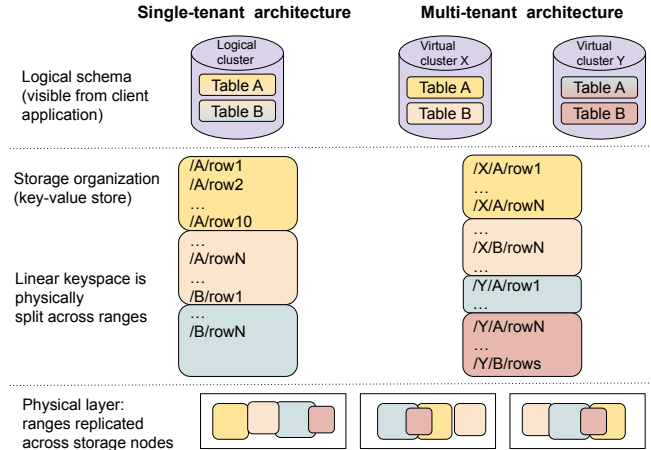 Single-tenant architecture
Multi-tenant architecture
Logical schema
(visible from client
application)
Logical
cluster
Table A
Table B
Virtual
cluster X
Table A
Table B
Virtual
cluster Y
Table A
Table B
Storage organization
(key-value store)
Linear keyspace is
physically
split across ranges
/A/row1
/A/row2
…
/A/row10
…
/A/rowN
…
/B/row1
…
/B/rowN
/X/A/row1
…
/X/A/rowN
…
/X/B/rowN
…
/Y/A/row1
…
/Y/A/rowN
…
/Y/B/rows
Physical layer:
ranges replicated
across storage nodes